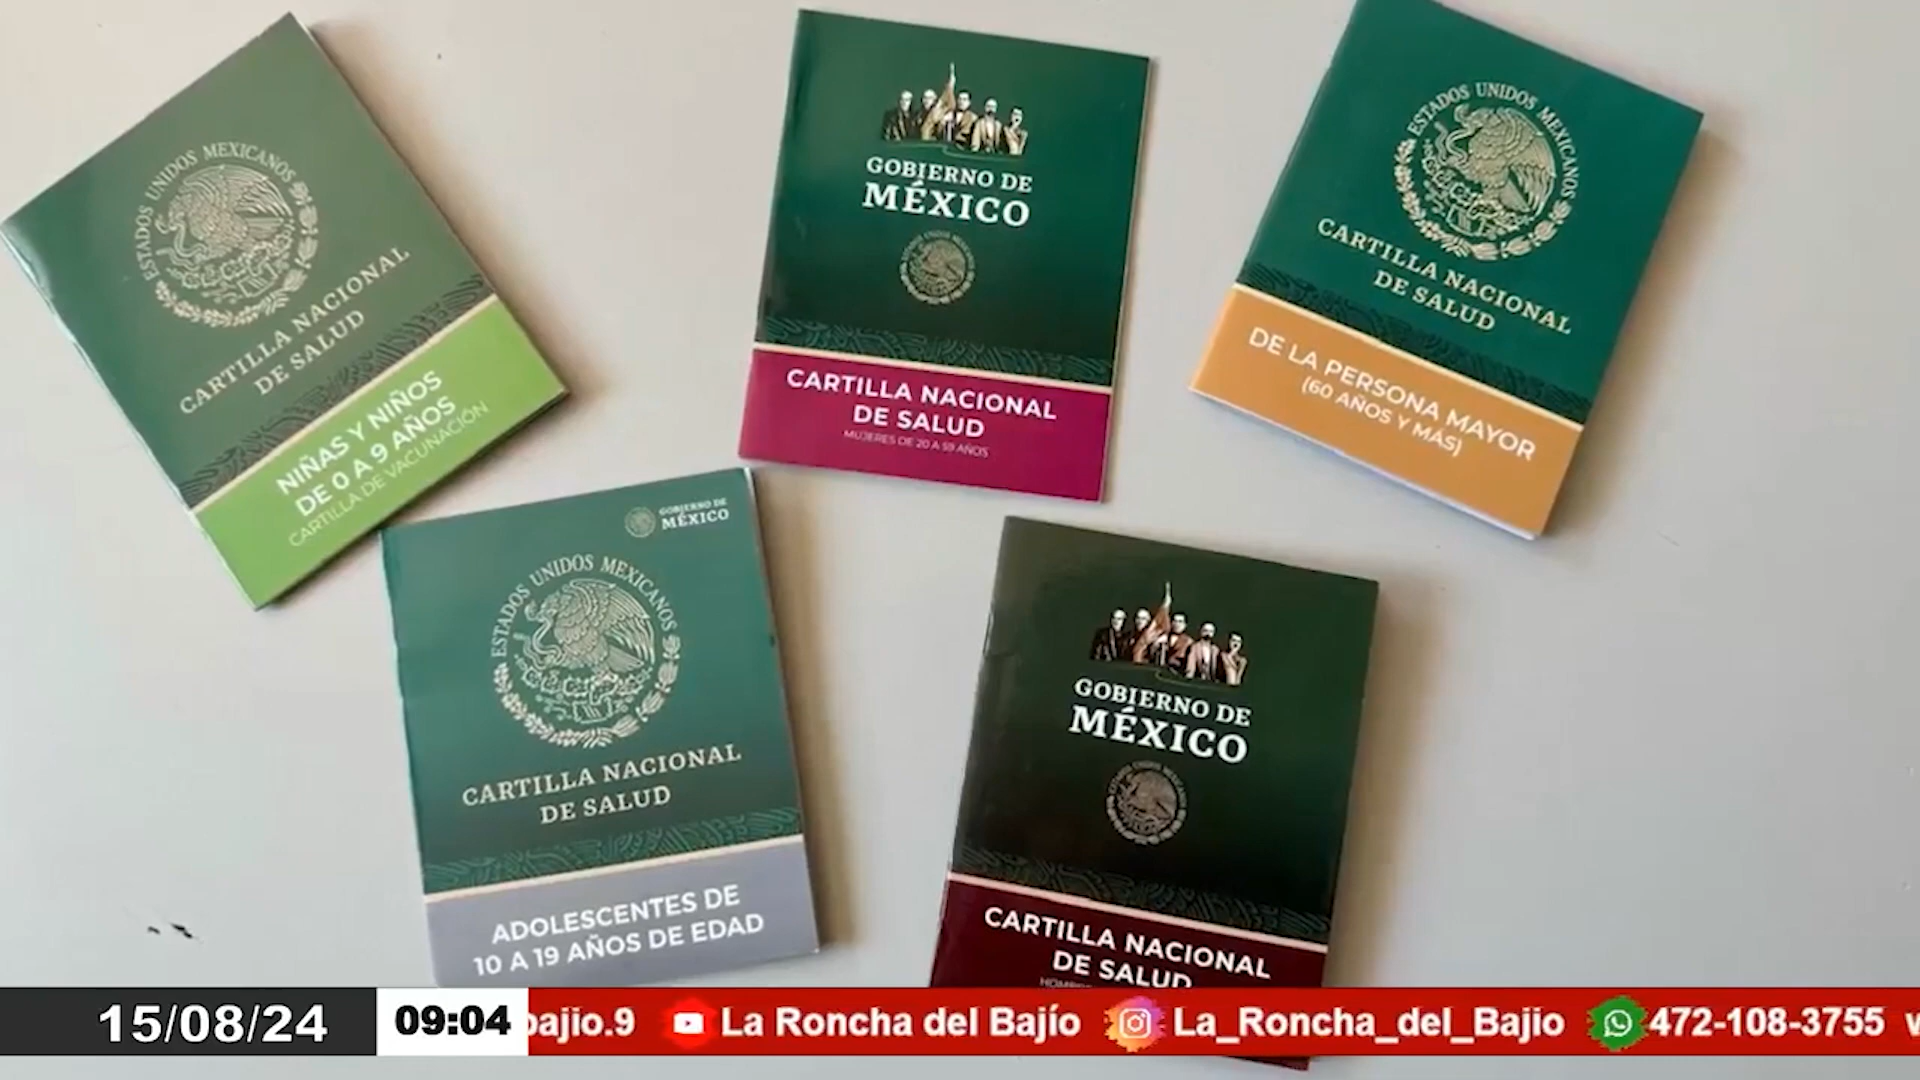 ESTADOS UNIDOS MEXICANOS
CARTILLA NACIONAL
DE SALUD
NIÑAS Y NIÑOS
DE 0 A 9 AÑOS
CARTILLA DE VACUNACIÓN
GOBIERNO DE
MÉXICO
CARTILLA NACIONAL
DE SALUD
MUJERES DE 20 A 59 AÑOS
ESTADOS UNIDOS MEXICANOS
CARTILLA NACIONAL
DE SALUD
DE LA PERSONA MAYOR
(60 AÑOS Y MÁS)
GOBIERNO DE
MÉXICO
ESTADOS UNIDOS MEXICANOS
CARTILLA NACIONAL
DE SALUD
ADOLESCENTES DE
10 A 19 AÑOS DE EDAD
GOBIERNO DE
MÉXICO
CARTILLA NACIONAL
DE SALUD
15/08/24 09:04 bajio.9 La Roncha del Bajío La_Roncha_del_Bajio 472-108-3755